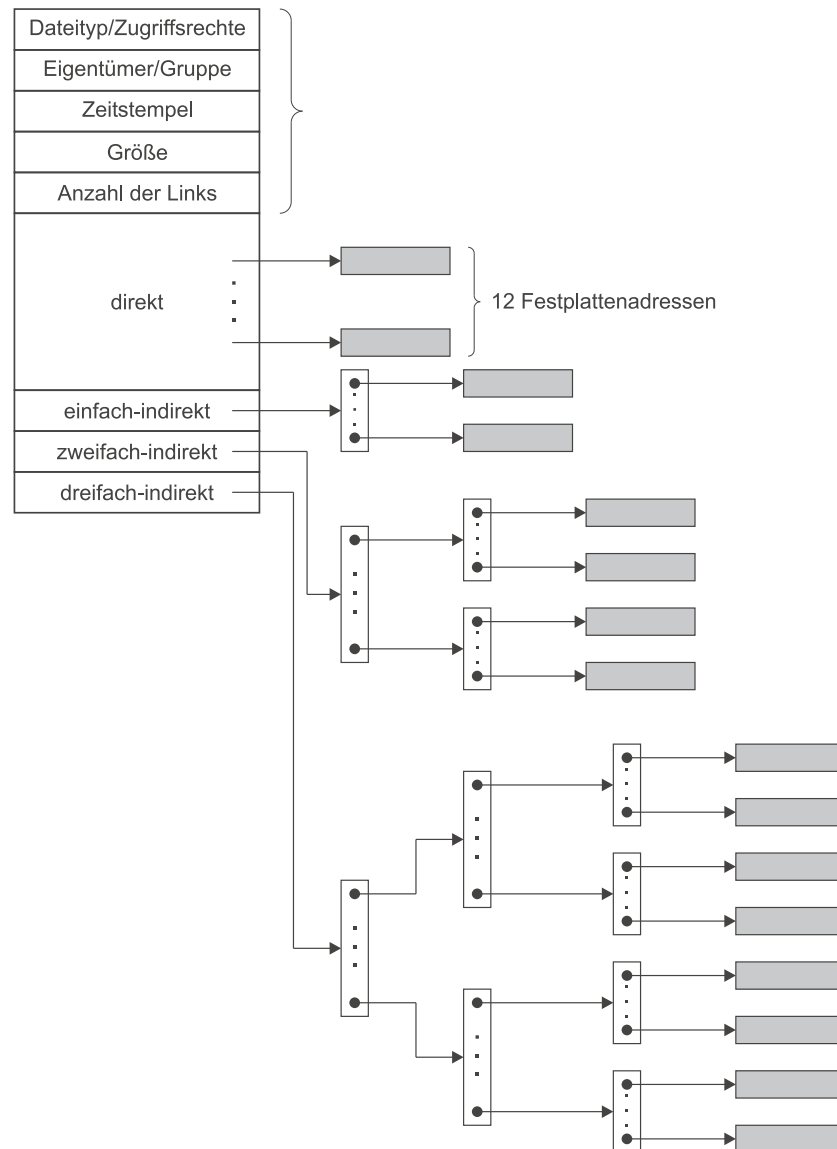 Dateityp/Zugriffsrechte
Eigentümer/Gruppe
Zeitstempel
Größe
Anzahl der Links
direkt
12 Festplattenadressen
einfach-indirekt
zweifach-indirekt
dreifach-indirekt